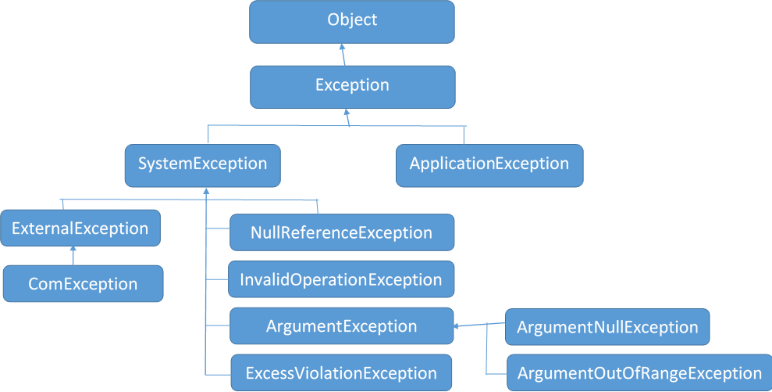 Object
Exception
SystemException
ApplicationException
ExternalException
NullReferenceException
ComException
InvalidOperationException
ArgumentException
ArgumentNullException
ExcessViolationException
ArgumentOutOfRangeException